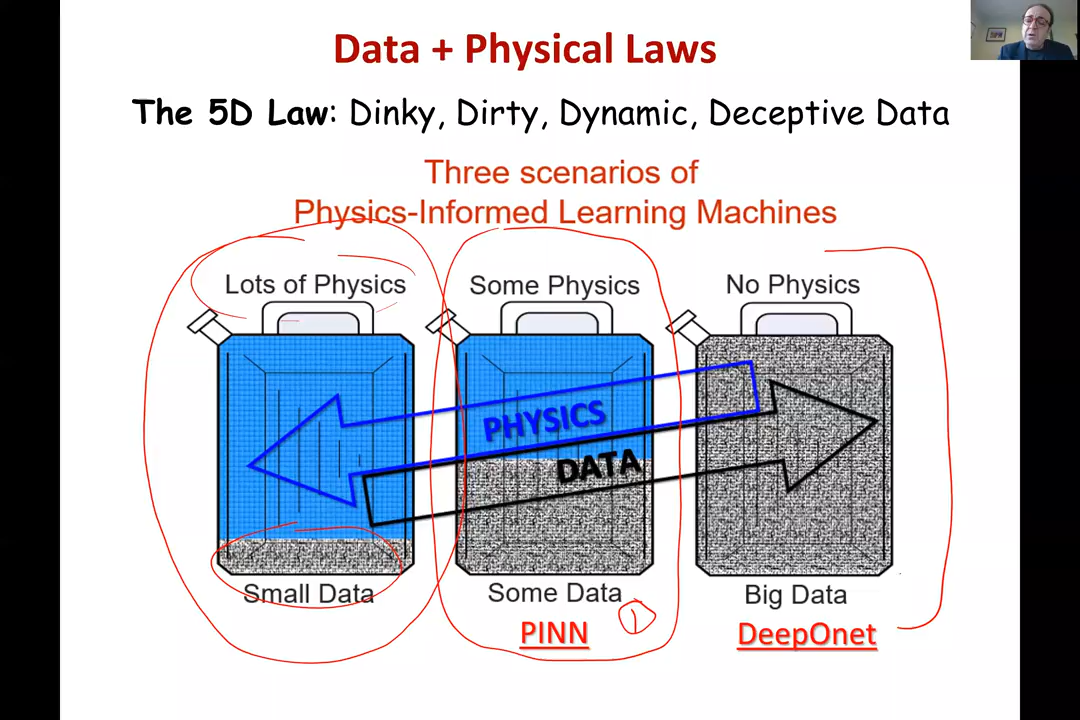 Data + Physical Laws
The 5D Law: Dinky, Dirty, Dynamic, Deceptive Data
Three scenarios of
Physics-Informed Learning Machines
Lots of Physics
Some Physics
No Physics
PHYSICS
DATA
Small Data
Some Data
Big Data
1
PINN
DeepOnet